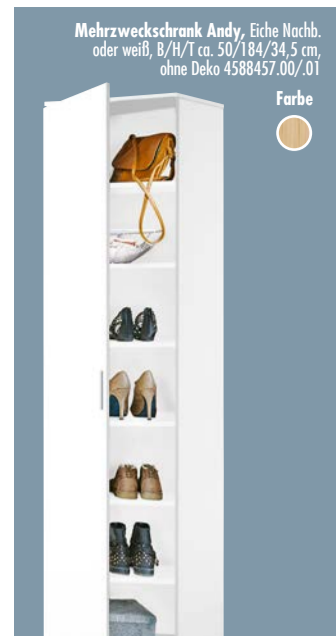 Mehrzweckschrank Andy, Eiche Nachb.
oder weiß, B/H/T ca. 50/184/34,5 cm,
ohne Deko 4588457.00/.01
Farbe